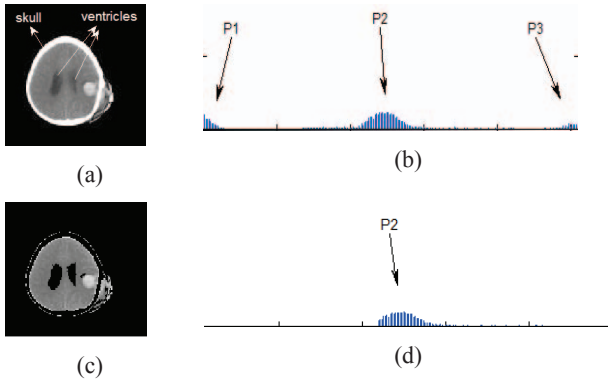 skull
ventricles
P1
P2
P3
(a)
(b)
P2
(c)
(d)